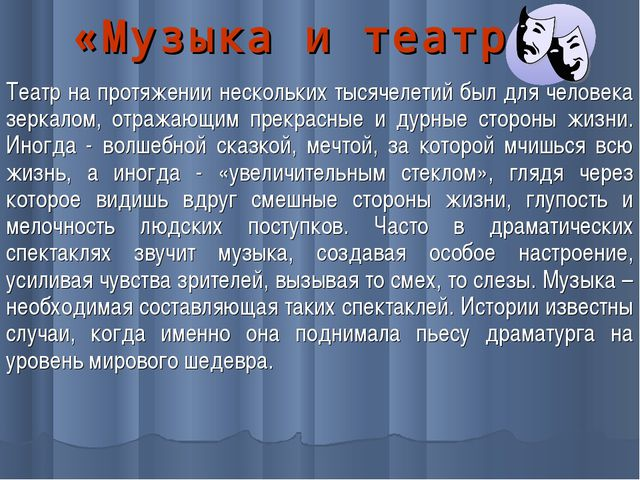 «Музыка и театр
Театр на протяжении нескольких тысячелетий был для человека
зеркалом, отражающим прекрасные и дурные стороны жизни.
Иногда - волшебной сказкой, мечтой, за которой мчишься всю
жизнь, а иногда - «увеличительным стеклом», глядя через
которое видишь вдруг смешные стороны жизни, глупость и
мелочность людских поступков. Часто в драматических
спектаклях звучит музыка, создавая особое настроение,
усиливая чувства зрителей, вызывая то смех, то слезы. Музыка –
необходимая составляющая таких спектаклей. Истории известны
случаи, когда именно она поднимала пьесу драматурга на
уровень мирового шедевра.